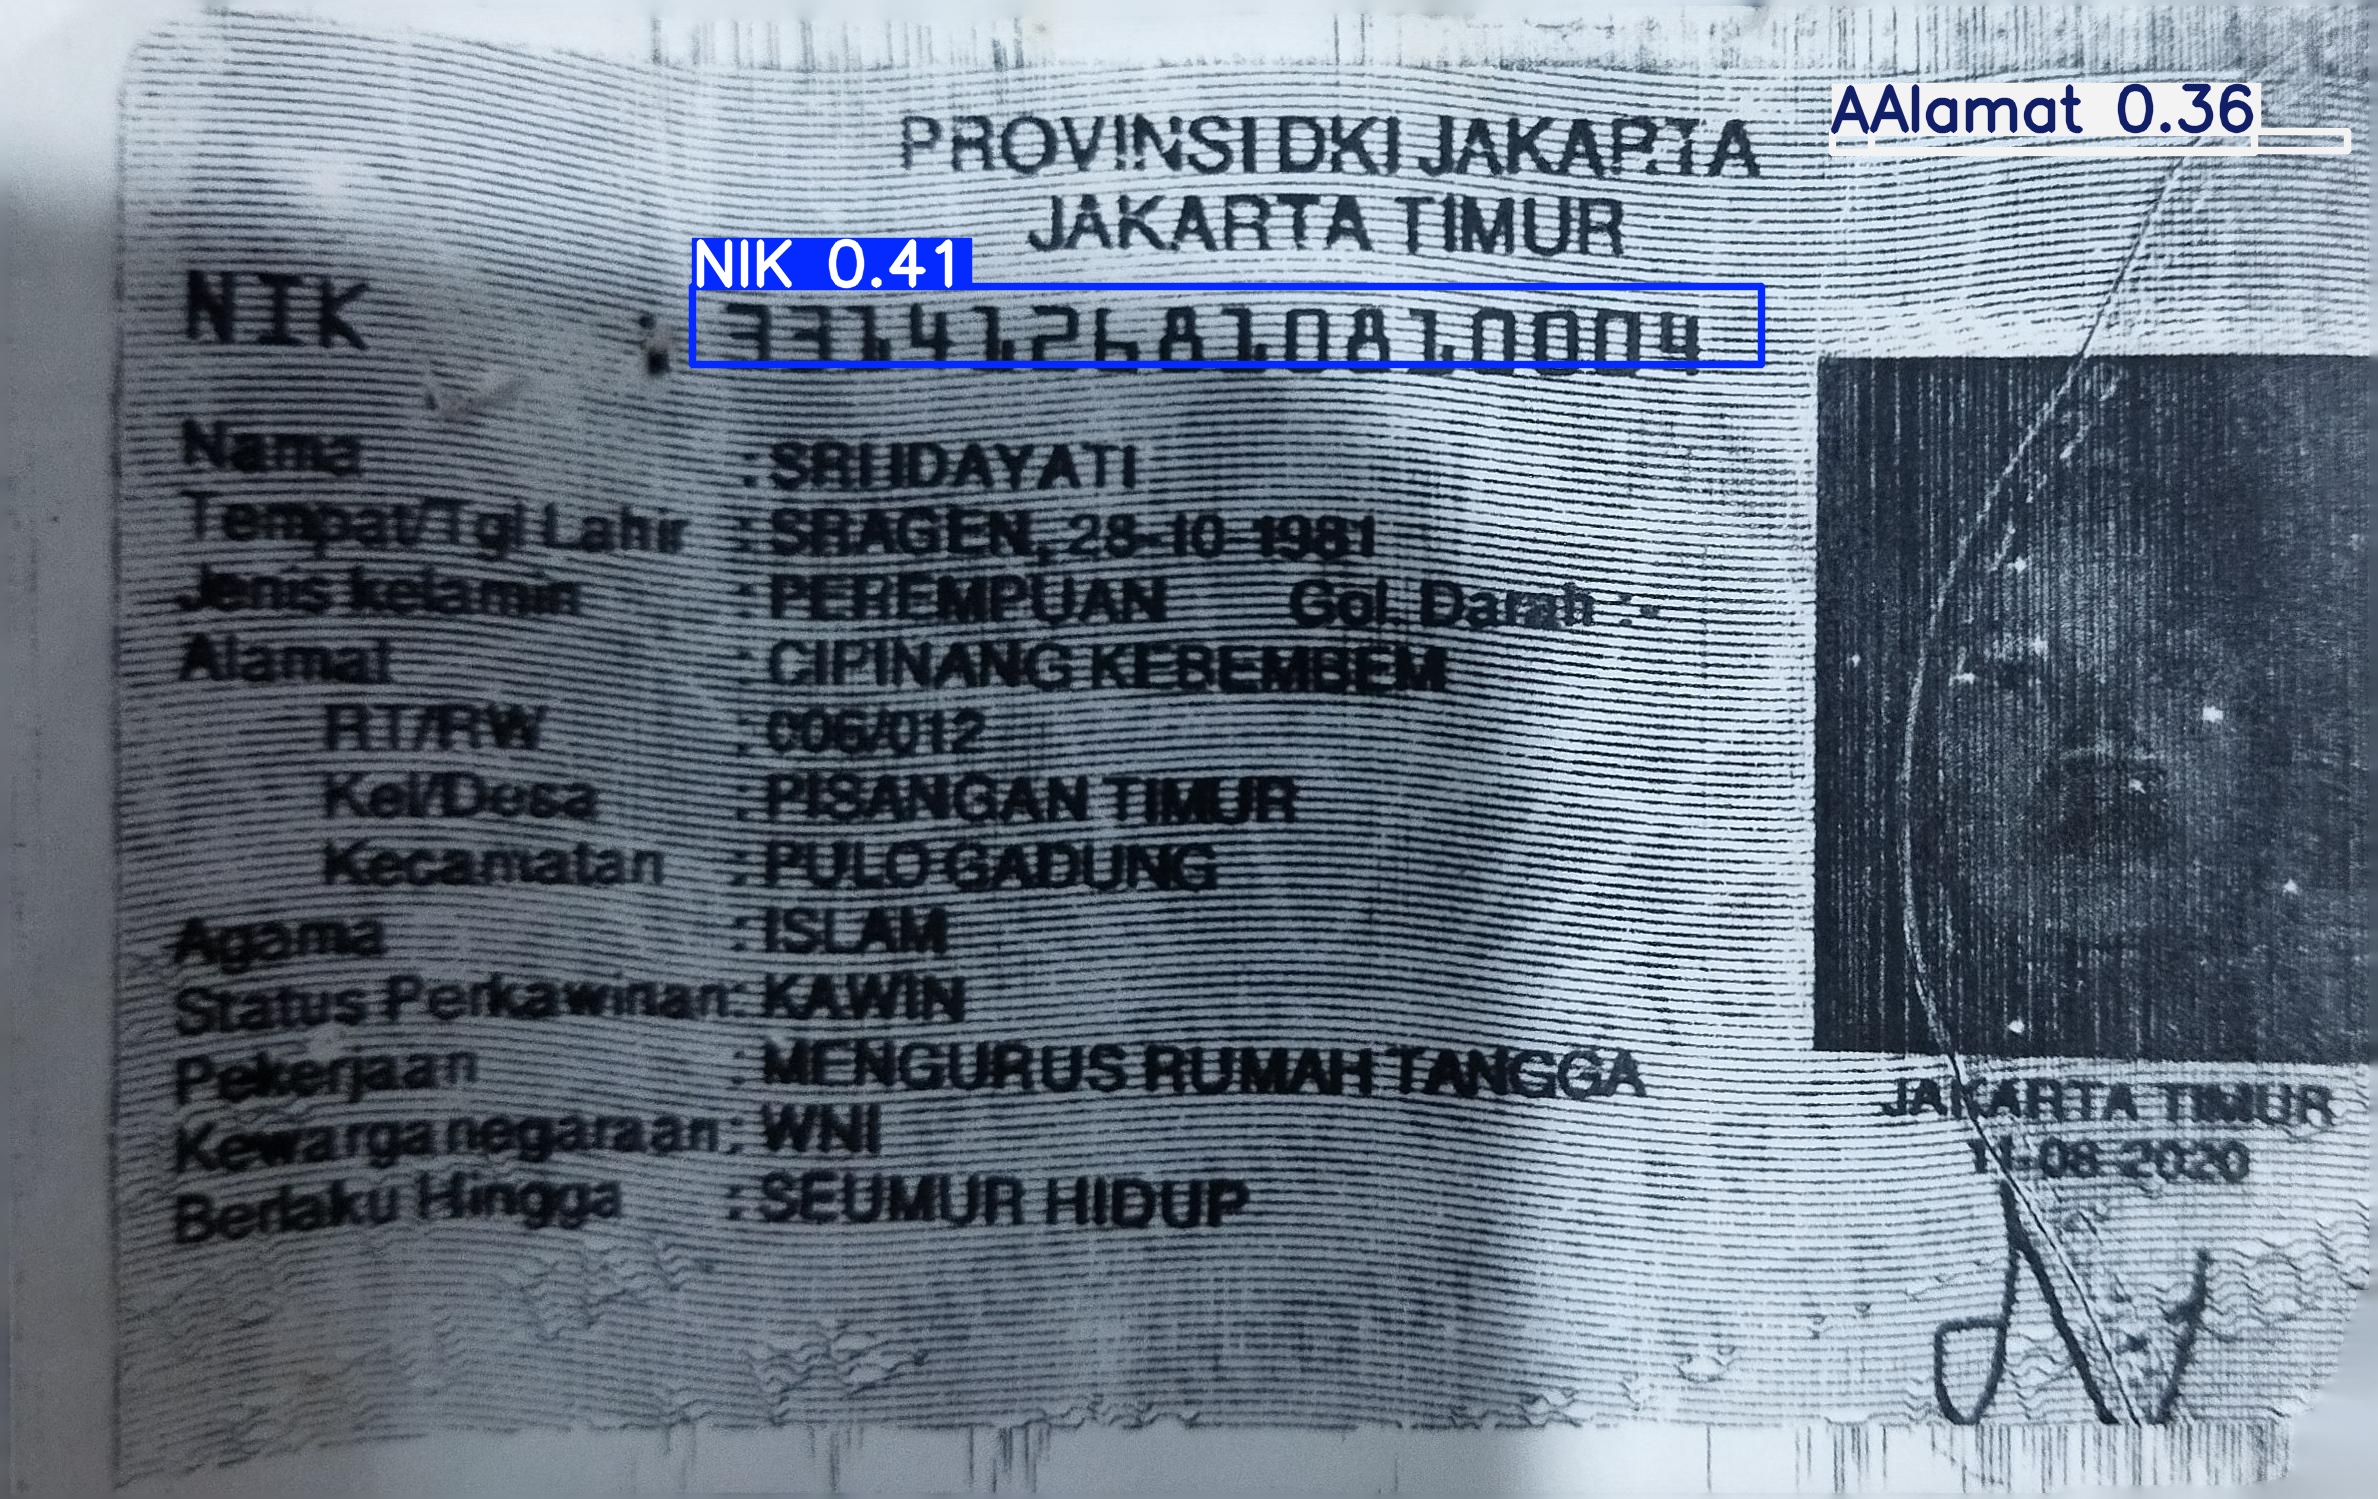 PROVINSI DKI JAKARTA
JAKARTA TIMUR
AAlamat 0.36
NIK 0.41
NIK : 3314126810810004
Nama : SRI IDAYATI
Tempat/Tgl Lahir : SRAGEN, 28-10-1981
Jenis kelamin : PEREMPUAN Gol. Darah : -
Alamat : CIPINANG KEBEMBEM
RT/RW : 006/012
Kel/Desa : PISANGAN TIMUR
Kecamatan : PULO GADUNG
Agama : ISLAM
Status Perkawinan : KAWIN
Pekerjaan : MENGURUS RUMAH TANGGA
Kewarganegaraan : WNI
Berlaku Hingga : SEUMUR HIDUP
JAKARTA TIMUR
11-08-2020